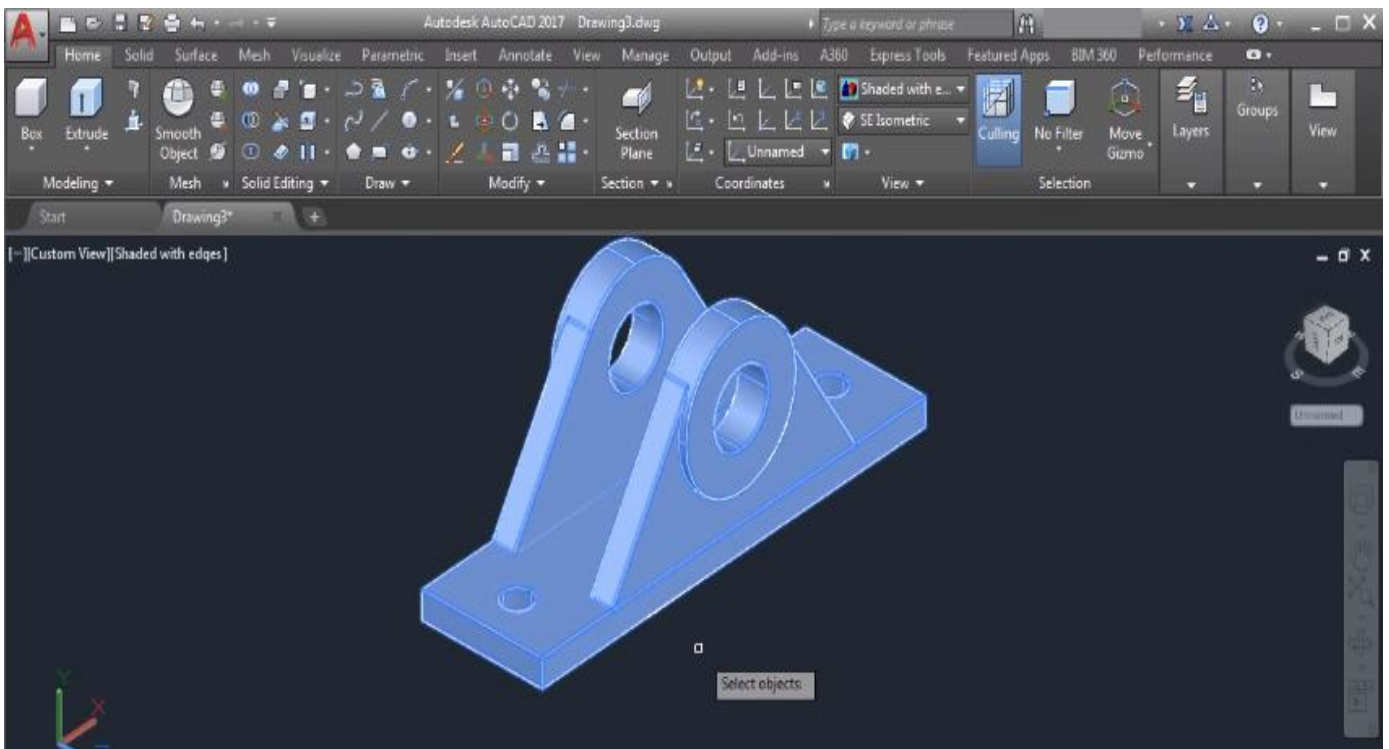 A Autodesk AutoCAD 2017 Drawing3.dwg Type a keyword or phrase
Home Solid Surface Mesh Visualize Parametric Insert Annotate View Manage Output Add-ins A360 Express Tools Featured Apps BIM 360 Performance
Box Extrude Smooth Object Section Plane Unnamed Shaded with e... SE Isometric Culling No Filter Move Gizmo Layers Groups View
Modeling Mesh Solid Editing Draw Modify Section Coordinates View Selection
Start Drawing3*
[-][Custom View][Shaded with edges]
Unnamed
Select objects:
Y
X